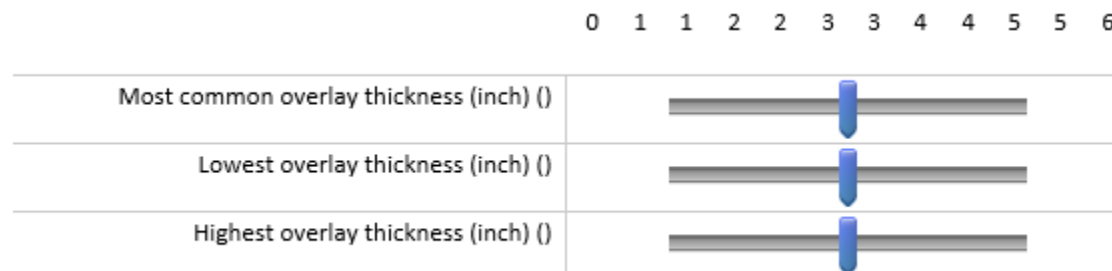 0 1 1 2 2 3 3 4 4 5 5 6
Most common overlay thickness (inch) ()
Lowest overlay thickness (inch) ()
Highest overlay thickness (inch) ()